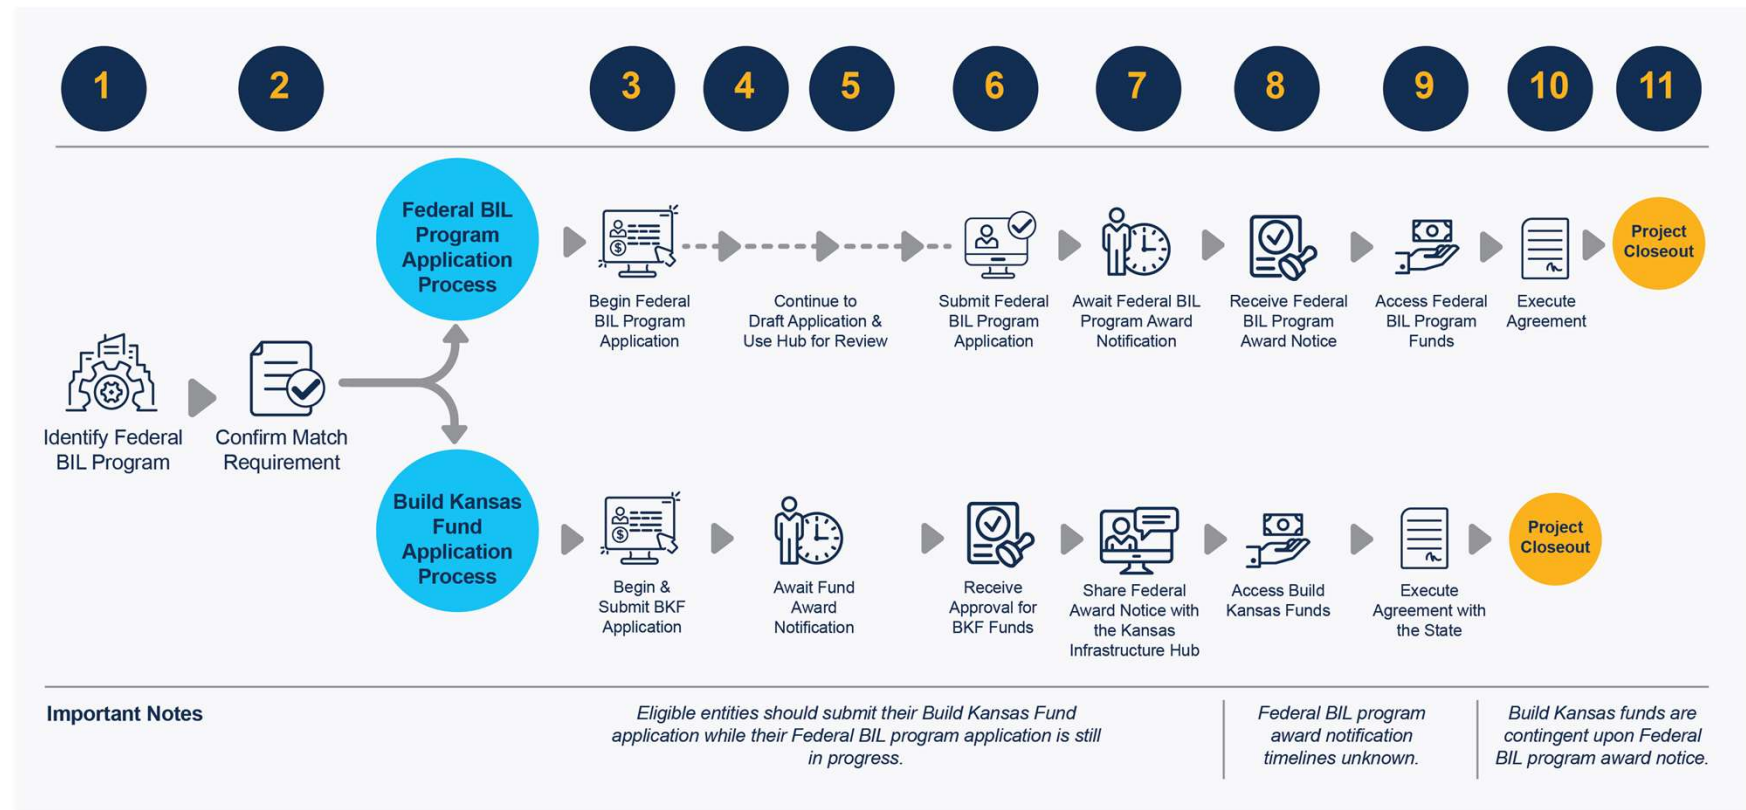 1
2
3
4
5
6
7
8
9
10
11
Federal BIL
Program
Application
Process
Begin Federal
BIL Program
Application
Continue to
Draft Application &
Use Hub for Review
Submit Federal
BIL Program
Application
Await Federal BIL
Program Award
Notification
Receive Federal
BIL Program
Award Notice
Access Federal
BIL Program
Funds
Execute
Agreement
Project
Closeout
Identify Federal
BIL Program
Confirm Match
Requirement
Build Kansas
Fund
Application
Process
Begin &
Submit BKF
Application
Await Fund
Award
Notification
Receive
Approval for
BKF Funds
Share Federal
Award Notice with
the Kansas
Infrastructure Hub
Access Build
Kansas Funds
Execute
Agreement with
the State
Project
Closeout
Important Notes
Eligible entities should submit their Build Kansas Fund
application while their Federal BIL program application is still
in progress.
Federal BIL program
award notification
timelines unknown.
Build Kansas funds are
contingent upon Federal
BIL program award notice.